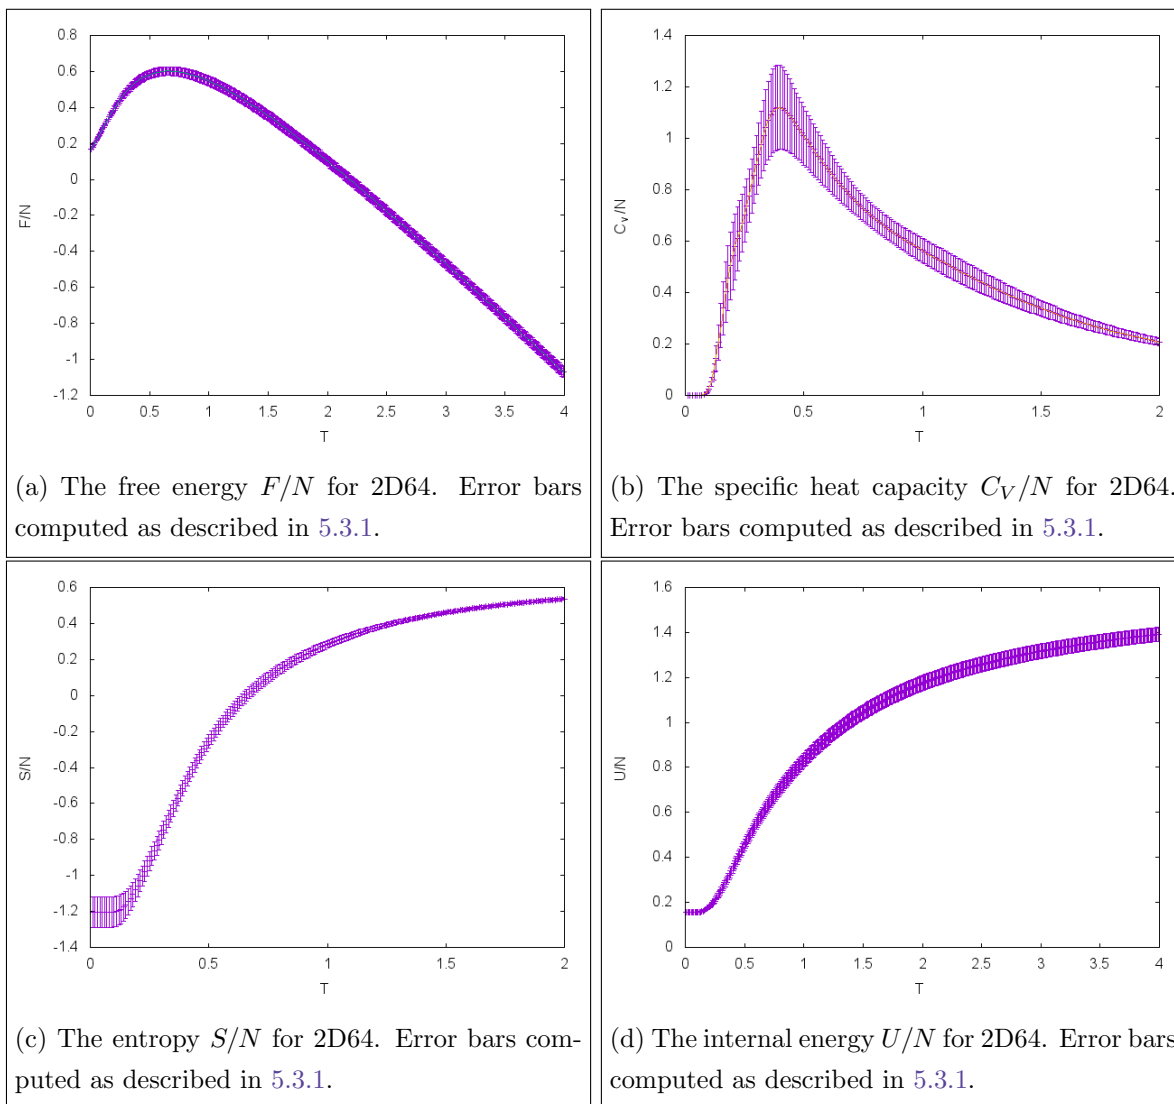 0.8
0.6
0.4
0.2
0
-0.2
-0.4
-0.6
-0.8
-1
-1.2
F/N
0 0.5 1 1.5 2 2.5 3 3.5 4
T
(a) The free energy F/N for 2D64. Error bars
computed as described in 5.3.1.
1.4
1.2
1
0.8
0.6
0.4
0.2
0
C_v/N
0 0.5 1 1.5 2
T
(b) The specific heat capacity C_V/N for 2D64.
Error bars computed as described in 5.3.1.
0.6
0.4
0.2
0
-0.2
-0.4
-0.6
-0.8
-1
-1.2
-1.4
S/N
0 0.5 1 1.5 2
T
(c) The entropy S/N for 2D64. Error bars com-
puted as described in 5.3.1.
1.6
1.4
1.2
1
0.8
0.6
0.4
0.2
0
U/N
0 0.5 1 1.5 2 2.5 3 3.5 4
T
(d) The internal energy U/N for 2D64. Error bars
computed as described in 5.3.1.